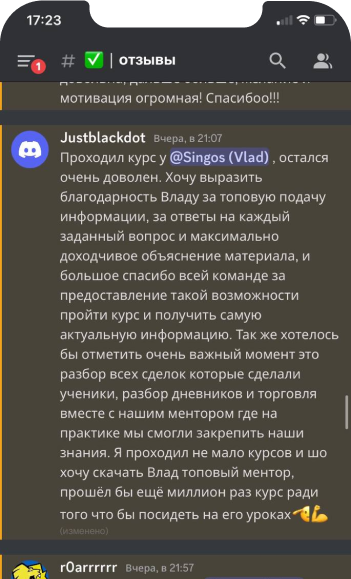 17:23
1
# ✅ | отзывы
мотивация огромная! Спасибоо!!!
Justblackdot Вчера, в 21:07
Проходил курс у @Singos (Vlad) , остался
очень доволен. Хочу выразить
благодарность Владу за топовую подачу
информации, за ответы на каждый
заданный вопрос и максимально
доходчивое объяснение материала, и
большое спасибо всей команде за
предоставление такой возможности
пройти курс и получить самую
актуальную информацию. Так же хотелось
бы отметить очень важный момент это
разбор всех сделок которые сделали
ученики, разбор дневников и торговля
вместе с нашим ментором где на
практике мы смогли закрепить наши
знания. Я проходил не мало курсов и шо
хочу скачать Влад топовый ментор,
прошёл бы ещё миллион раз курс ради
того что бы посидеть на его уроках🫡💪
(изменено)
r0arrrrrr Вчера, в 21:57